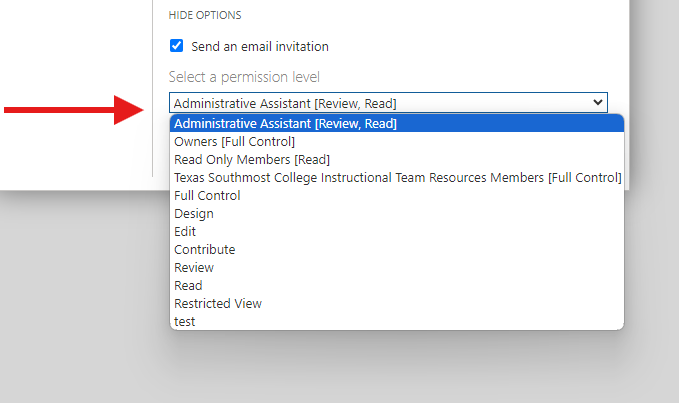 HIDE OPTIONS
Send an email invitation
Select a permission level
Administrative Assistant [Review, Read]
Administrative Assistant [Review, Read]
Owners [Full Control]
Read Only Members [Read]
Texas Southmost College Instructional Team Resources Members [Full Control]
Full Control
Design
Edit
Contribute
Review
Read
Restricted View
test